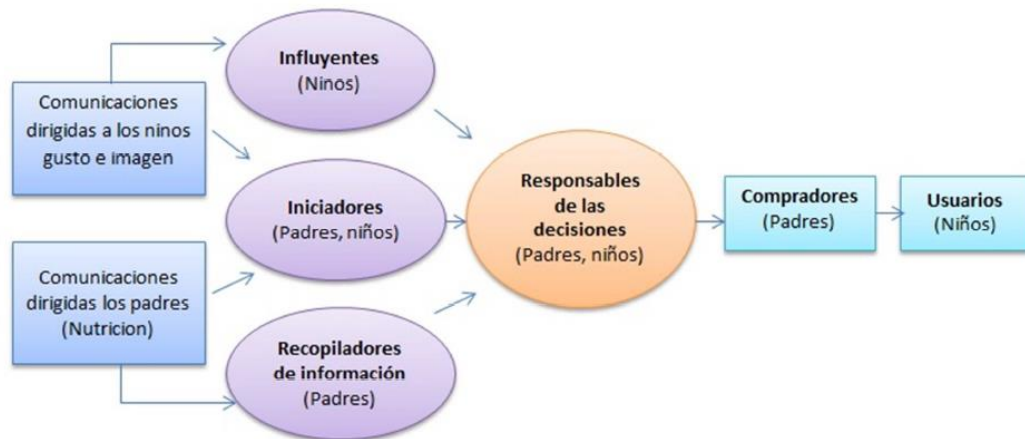 Influyentes
(Ninos)
Comunicaciones
dirigidas a los ninos
gusto e imagen
Iniciadores
(Padres, niños)
Responsables
de las
decisiones
(Padres, niños)
Compradores
(Padres)
Usuarios
(Niños)
Comunicaciones
dirigidas los padres
(Nutricion)
Recopiladores
de información
(Padres)